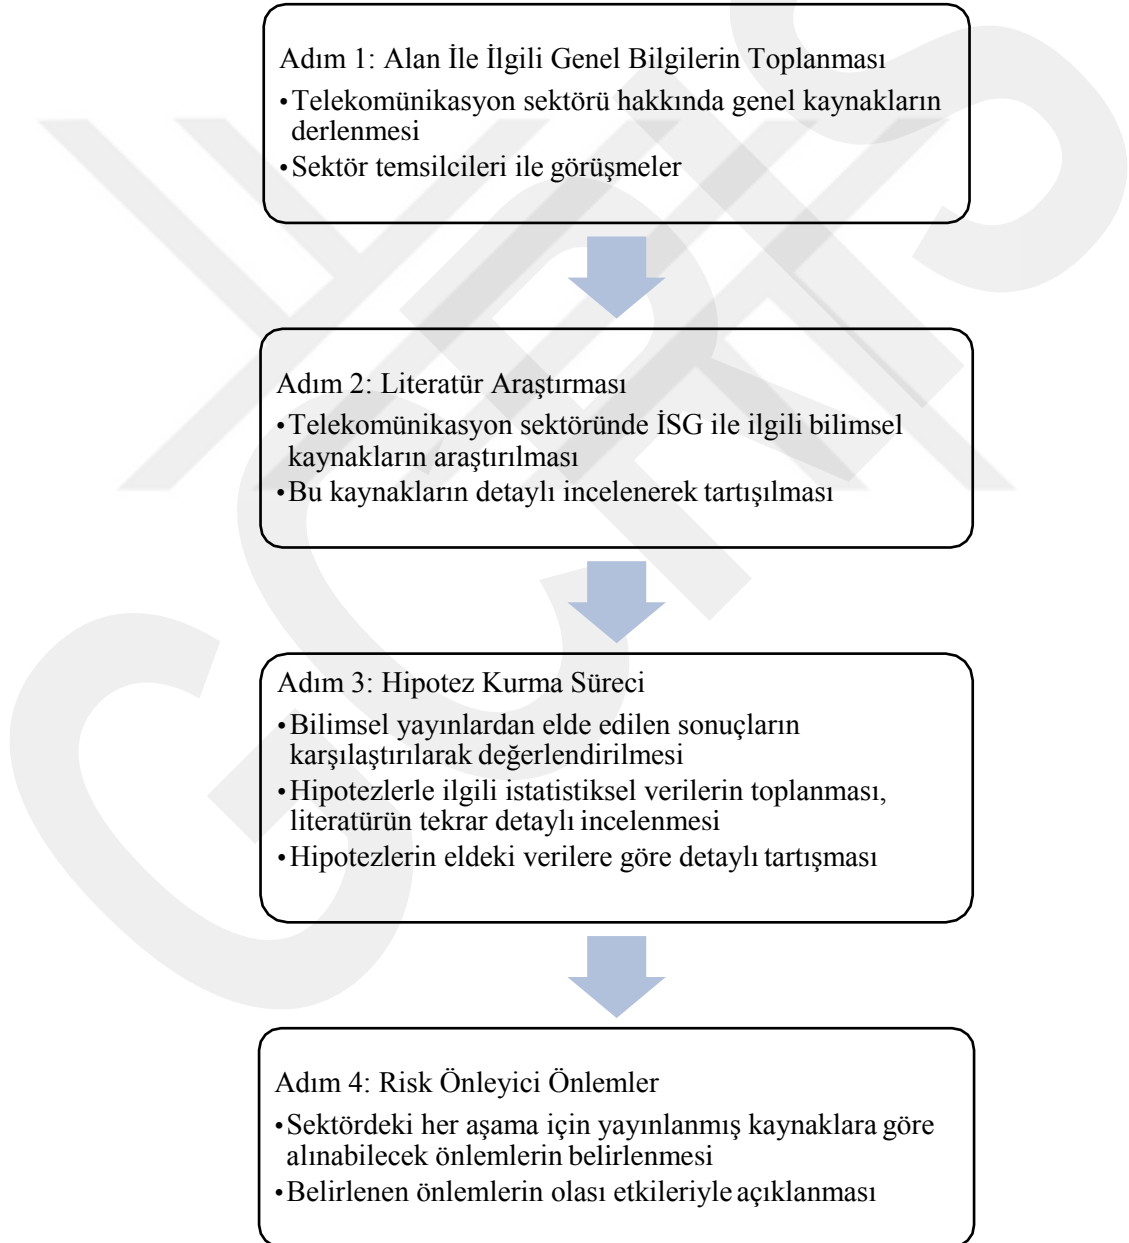 Adım 1: Alan İle İlgili Genel Bilgilerin Toplanması
•Telekomünikasyon sektörü hakkında genel kaynakların
derlenmesi
•Sektör temsilcileri ile görüşmeler
Adım 2: Literatür Araştırması
•Telekomünikasyon sektöründe İSG ile ilgili bilimsel
kaynakların araştırılması
•Bu kaynakların detaylı incelenerek tartışılması
Adım 3: Hipotez Kurma Süreci
•Bilimsel yayınlardan elde edilen sonuçların
karşılaştırılarak değerlendirilmesi
•Hipotezlerle ilgili istatistiksel verilerin toplanması,
literatürün tekrar detaylı incelenmesi
•Hipotezlerin eldeki verilere göre detaylı tartışması
Adım 4: Risk Önleyici Önlemler
•Sektördeki her aşama için yayınlanmış kaynaklara göre
alınabilecek önlemlerin belirlenmesi
•Belirlenen önlemlerin olası etkileriyle açıklanması
GCRIS